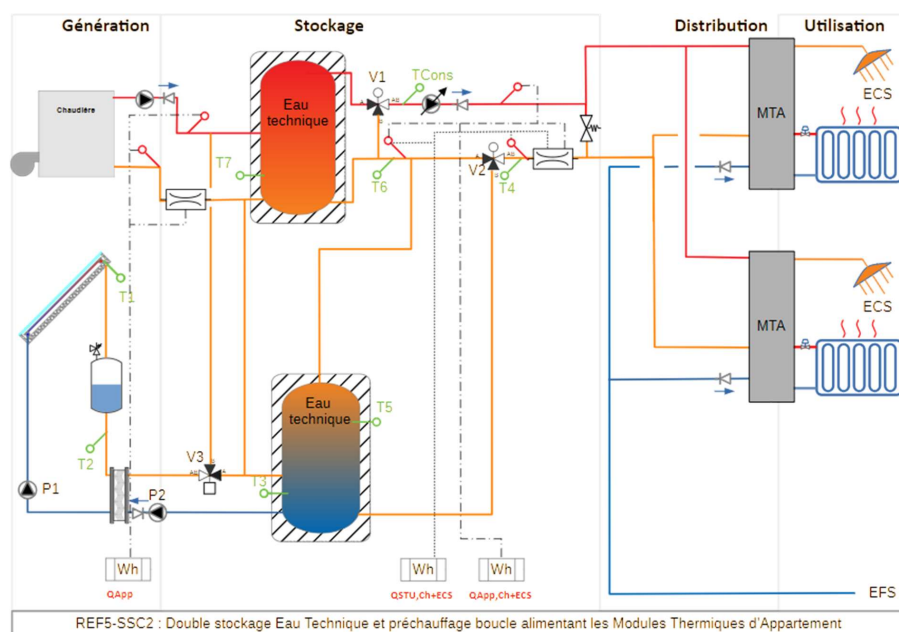 Génération
Stockage
Distribution
Utilisation
Chaudière
Eau
technique
V1
TCons
T7
T6
V2
T4
MTA
ECS
T1
MTA
ECS
Eau
technique
T5
T2
V3
T3
P1
P2
Wh
QApp
Wh
QSTU,Ch+ECS
Wh
QApp,Ch+ECS
EFS
REF5-SSC2 : Double stockage Eau Technique et préchauffage boucle alimentant les Modules Thermiques d'Appartement